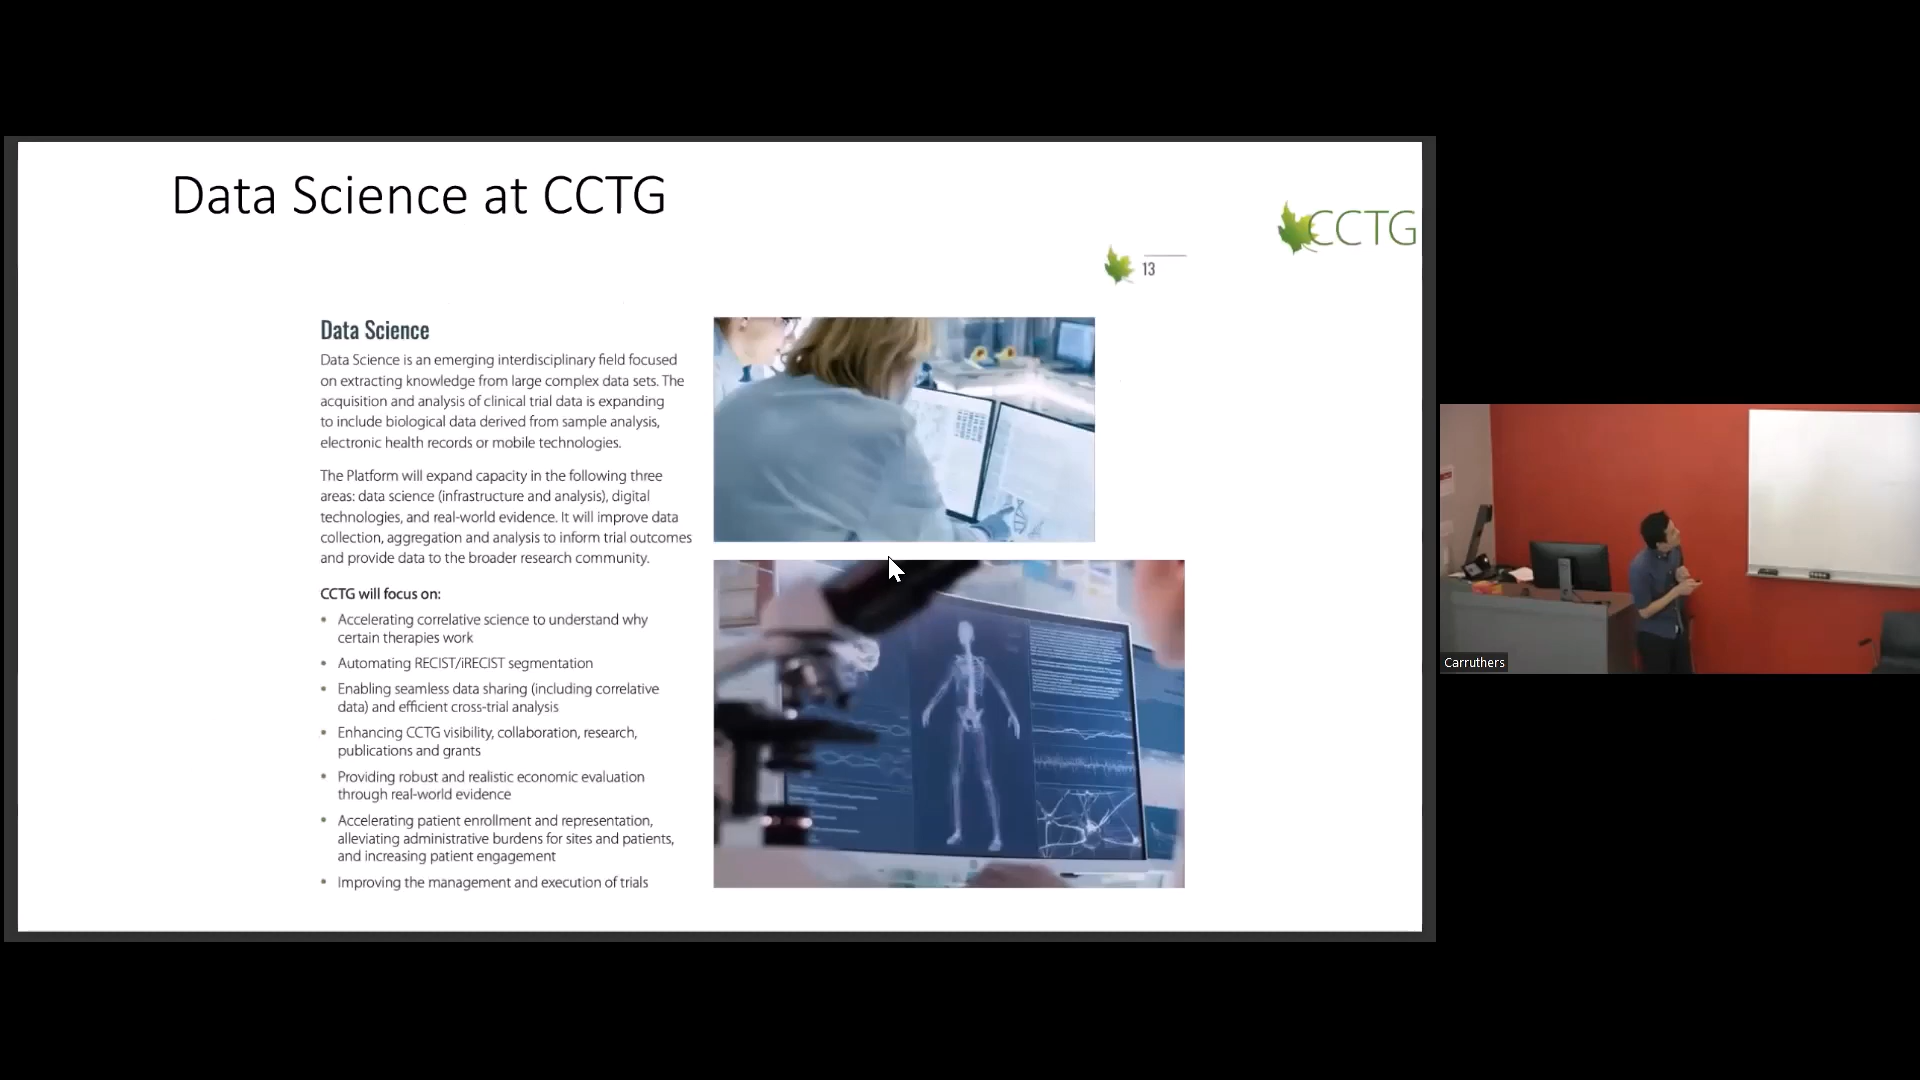 Data Science at CCTG
CCTG
13
Data Science
Data Science is an emerging interdisciplinary field focused
on extracting knowledge from large complex data sets. The
acquisition and analysis of clinical trial data is expanding
to include biological data derived from sample analysis,
electronic health records or mobile technologies.
The Platform will expand capacity in the following three
areas: data science (infrastructure and analysis), digital
technologies, and real-world evidence. It will improve data
collection, aggregation and analysis to inform trial outcomes
and provide data to the broader research community.
CCTG will focus on:
• Accelerating correlative science to understand why
certain therapies work
• Automating RECIST/iRECIST segmentation
• Enabling seamless data sharing (including correlative
data) and efficient cross-trial analysis
• Enhancing CCTG visibility, collaboration, research,
publications and grants
• Providing robust and realistic economic evaluation
through real-world evidence
• Accelerating patient enrollment and representation,
alleviating administrative burdens for sites and patients,
and increasing patient engagement
• Improving the management and execution of trials
Carruthers